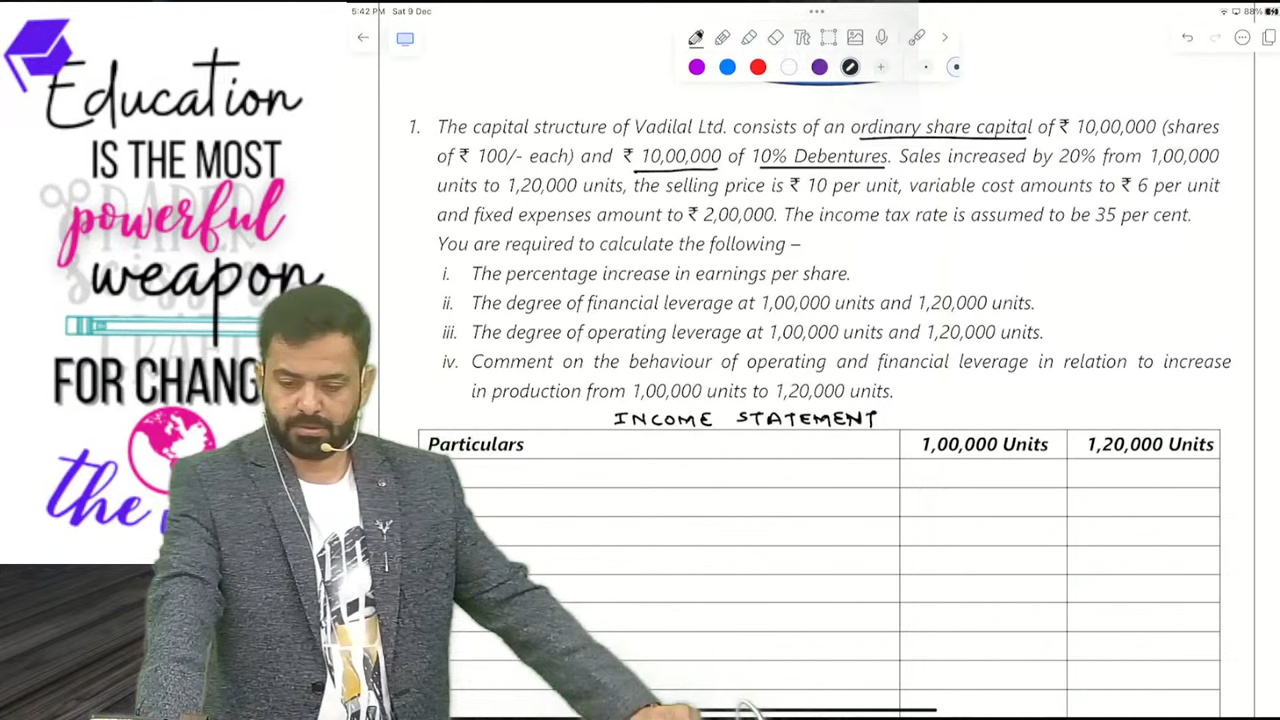 5:42 PM Sat 9 Dec
88%
Education
IS THE MOST
powerful
weapon
FOR CHANG
the
1. The capital structure of Vadilal Ltd. consists of an ordinary share capital of ₹ 10,00,000 (shares
of ₹ 100/- each) and ₹ 10,00,000 of 10% Debentures. Sales increased by 20% from 1,00,000
units to 1,20,000 units, the selling price is ₹ 10 per unit, variable cost amounts to ₹ 6 per unit
and fixed expenses amount to ₹ 2,00,000. The income tax rate is assumed to be 35 per cent.
You are required to calculate the following –
i. The percentage increase in earnings per share.
ii. The degree of financial leverage at 1,00,000 units and 1,20,000 units.
iii. The degree of operating leverage at 1,00,000 units and 1,20,000 units.
iv. Comment on the behaviour of operating and financial leverage in relation to increase
in production from 1,00,000 units to 1,20,000 units.
INCOME STATEMENT
Particulars 1,00,000 Units 1,20,000 Units